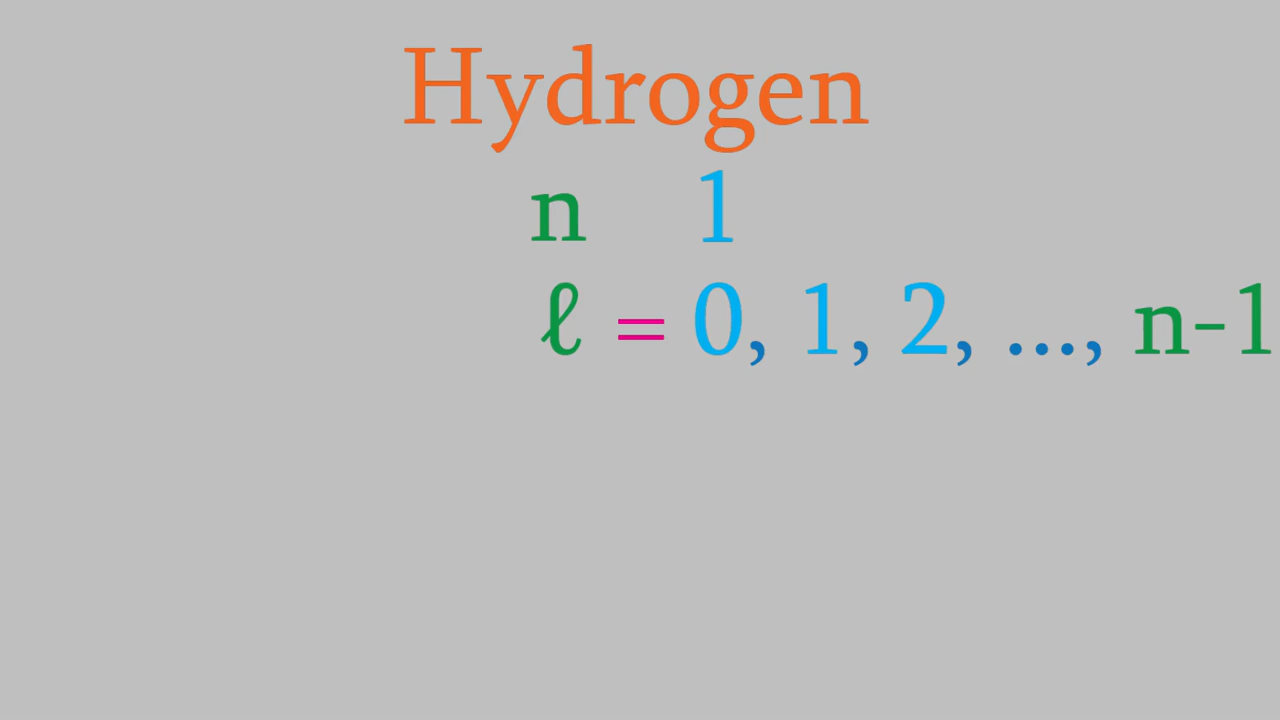 Hydrogen
n 1
ℓ = 0, 1, 2, ..., n-1